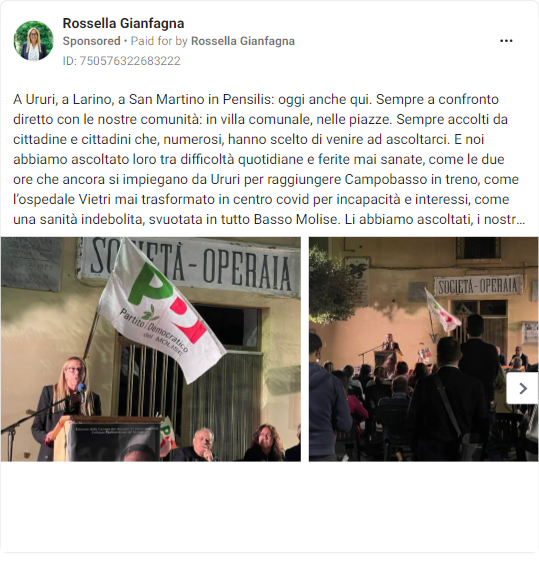 Rossella Gianfagna
Sponsored • Paid for by Rossella Gianfagna
ID: 750576322683222
A Ururi, a Larino, a San Martino in Pensilis: oggi anche qui. Sempre a confronto
diretto con le nostre comunità: in villa comunale, nelle piazze. Sempre accolti da
cittadine e cittadini che, numerosi, hanno scelto di venire ad ascoltarci. E noi
abbiamo ascoltato loro tra difficoltà quotidiane e ferite mai sanate, come le due
ore che ancora si impiegano da Ururi per raggiungere Campobasso in treno, come
l'ospedale Vietri mai trasformato in centro covid per incapacità e interessi, come
una sanità indebolita, svuotata in tutto Basso Molise. Li abbiamo ascoltati, i nostr...
SOCIETÀ-OPERAIA
PD
Partito Democratico
del MOLISE
SOCIETÀ-OPERAIA